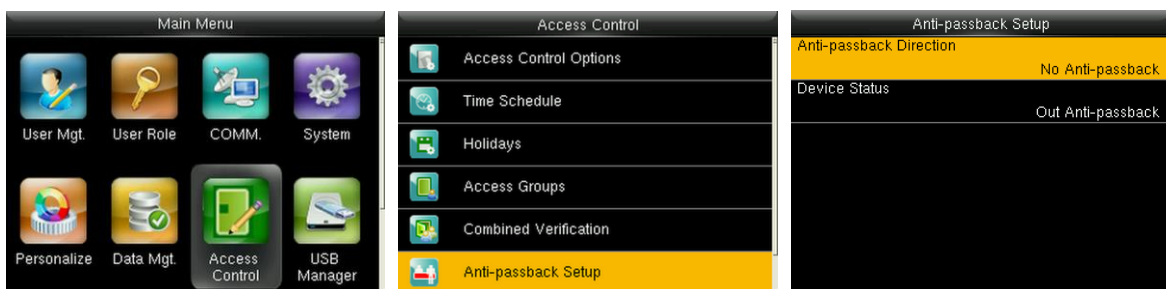 Main Menu
User Mgt.
User Role
COMM.
System
Personalize
Data Mgt.
Access
Control
USB
Manager
Access Control
Access Control Options
Time Schedule
Holidays
Access Groups
Combined Verification
Anti-passback Setup
Anti-passback Setup
Anti-passback Direction
No Anti-passback
Device Status
Out Anti-passback